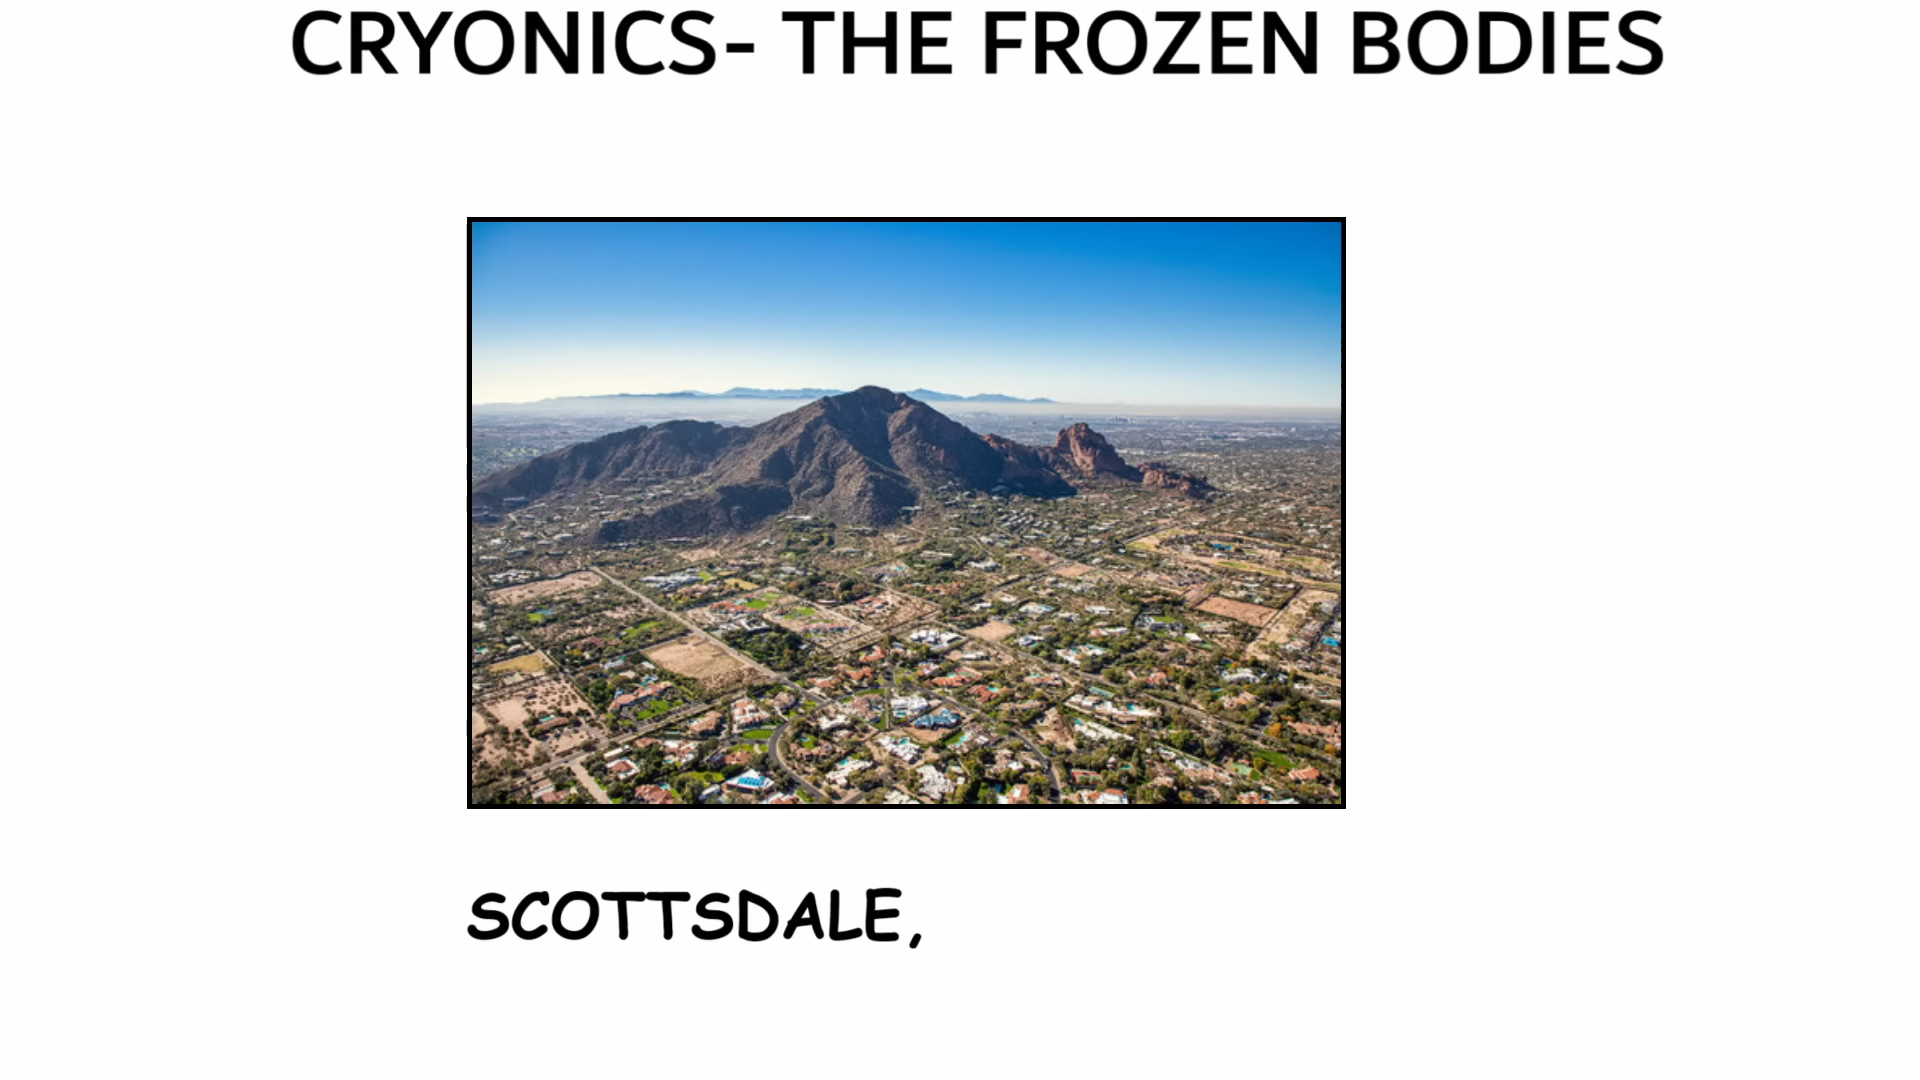 CRYONICS- THE FROZEN BODIES
SCOTTSDALE,